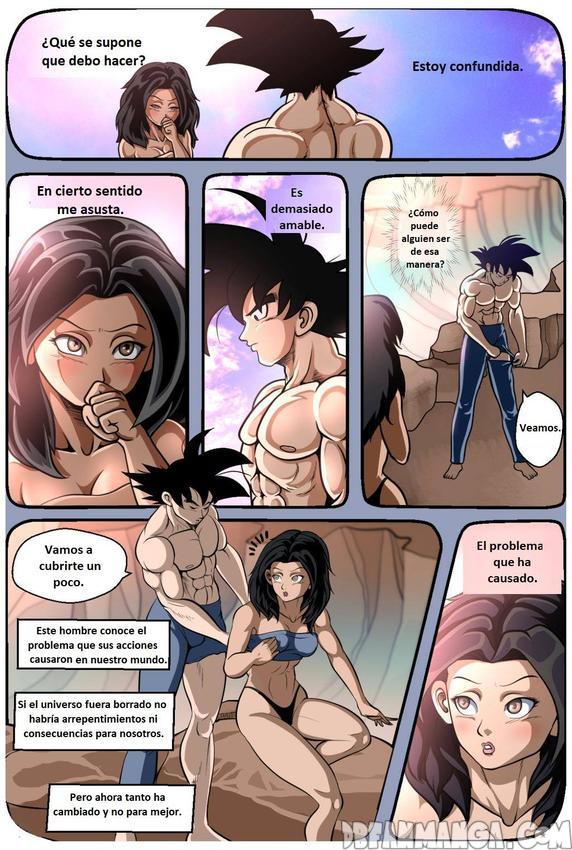 ¿Qué se supone
que debo hacer?
Estoy confundida.
En cierto sentido
me asusta.
Es
demasiado
amable.
¿Cómo
puede
alguien ser
de esa
manera?
Veamos.
Vamos a
cubrirte un
poco.
Este hombre conoce el
problema que sus acciones
causaron en nuestro mundo.
Si el universo fuera borrado no
habría arrepentimientos ni
consecuencias para nosotros.
Pero ahora tanto ha
cambiado y no para mejor.
El problema
que ha
causado.
DBFANMANGA.COM